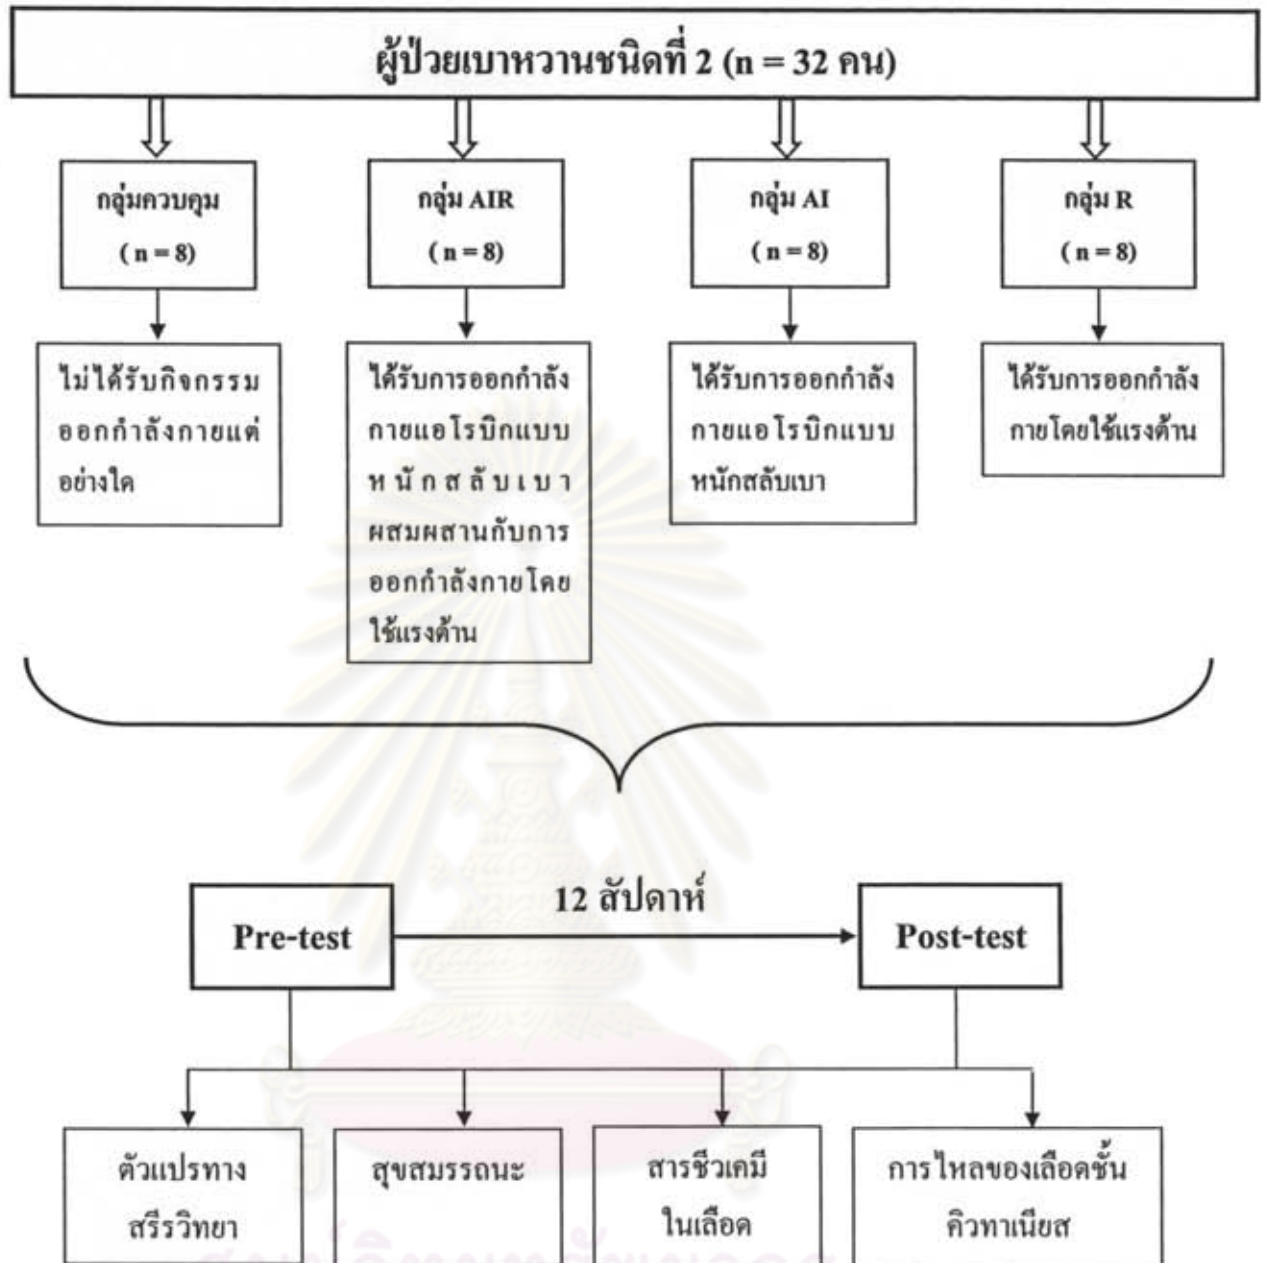 ผู้ป่วยเบาหวานชนิดที่ 2 (n = 32 คน)
กลุ่มควบคุม
( n = 8)
กลุ่ม AIR
( n = 8)
กลุ่ม AI
( n = 8)
กลุ่ม R
( n = 8)
ไม่ได้รับกิจกรรม
ออกกำลังกายแต่
อย่างใด
ได้รับการออกกำลัง
กายแอโรบิกแบบ
หนักสลับเบา
ผสมผสานกับการ
ออกกำลังกายโดย
ใช้แรงต้าน
ได้รับการออกกำลัง
กายแอโรบิกแบบ
หนักสลับเบา
ได้รับการออกกำลัง
กายโดยใช้แรงต้าน
Pre-test
12 สัปดาห์
Post-test
ตัวแปรทาง
สรีรวิทยา
สุขสมรรถนะ
สารชีวเคมี
ในเลือด
การไหลของเลือดชั้น
คิวทาเนียส